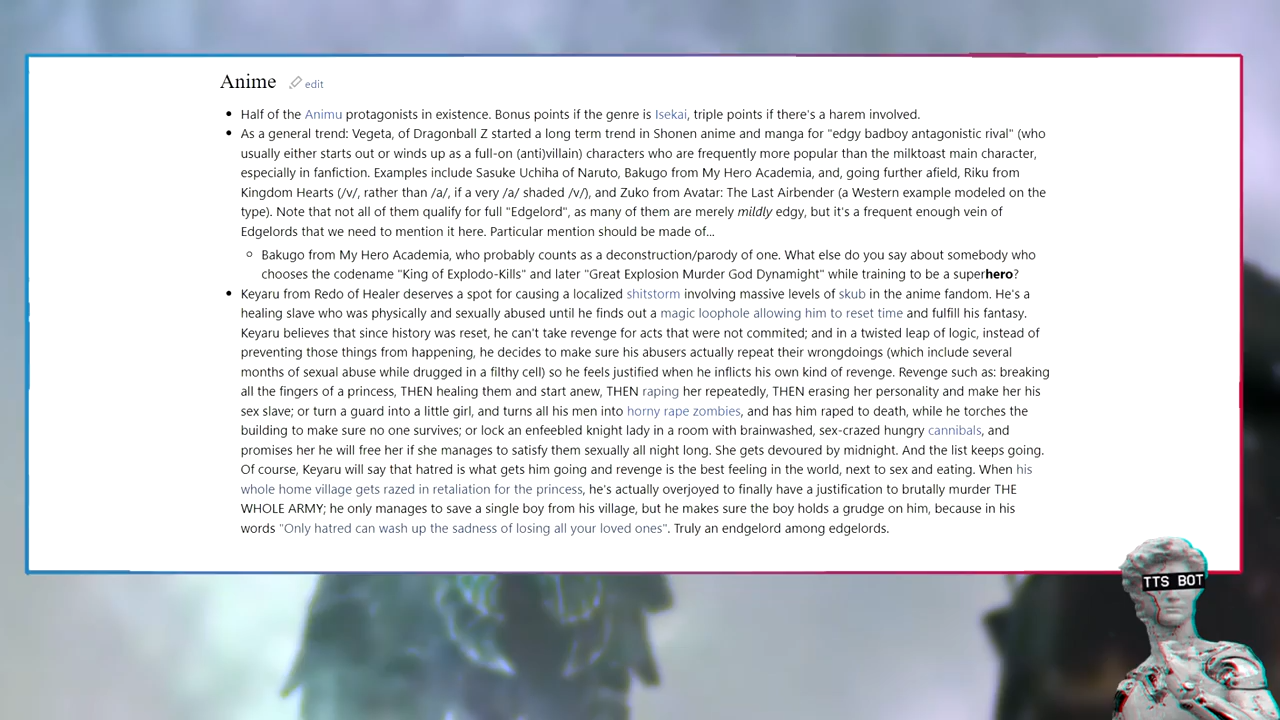 Anime edit
Half of the Animu protagonists in existence. Bonus points if the genre is Isekai, triple points if there's a harem involved.
As a general trend: Vegeta, of Dragonball Z started a long term trend in Shonen anime and manga for "edgy badboy antagonistic rival" (who
usually either starts out or winds up as a full-on (anti)villain) characters who are frequently more popular than the milktoast main character,
especially in fanfiction. Examples include Sasuke Uchiha of Naruto, Bakugo from My Hero Academia, and, going further afield, Riku from
Kingdom Hearts (/v/, rather than /a/, if a very /a/ shaded /v/), and Zuko from Avatar: The Last Airbender (a Western example modeled on the
type). Note that not all of them qualify for full "Edgelord", as many of them are merely mildly edgy, but it's a frequent enough vein of
Edgelords that we need to mention it here. Particular mention should be made of...
Bakugo from My Hero Academia, who probably counts as a deconstruction/parody of one. What else do you say about somebody who
chooses the codename "King of Explodo-Kills" and later "Great Explosion Murder God Dynamight" while training to be a superhero?
Keyaru from Redo of Healer deserves a spot for causing a localized shitstorm involving massive levels of skub in the anime fandom. He's a
healing slave who was physically and sexually abused until he finds out a magic loophole allowing him to reset time and fulfill his fantasy.
Keyaru believes that since history was reset, he can't take revenge for acts that were not commited; and in a twisted leap of logic, instead of
preventing those things from happening, he decides to make sure his abusers actually repeat their wrongdoings (which include several
months of sexual abuse while drugged in a filthy cell) so he feels justified when he inflicts his own kind of revenge. Revenge such as: breaking
all the fingers of a princess, THEN healing them and start anew, THEN raping her repeatedly, THEN erasing her personality and make her his
sex slave; or turn a guard into a little girl, and turns all his men into horny rape zombies, and has him raped to death, while he torches the
building to make sure no one survives; or lock an enfeebled knight lady in a room with brainwashed, sex-crazed hungry cannibals, and
promises her he will free her if she manages to satisfy them sexually all night long. She gets devoured by midnight. And the list keeps going.
Of course, Keyaru will say that hatred is what gets him going and revenge is the best feeling in the world, next to sex and eating. When his
whole home village gets razed in retaliation for the princess, he's actually overjoyed to finally have a justification to brutally murder THE
WHOLE ARMY; he only manages to save a single boy from his village, but he makes sure the boy holds a grudge on him, because in his
words "Only hatred can wash up the sadness of losing all your loved ones". Truly an endgelord among edgelords.
TTS BOT